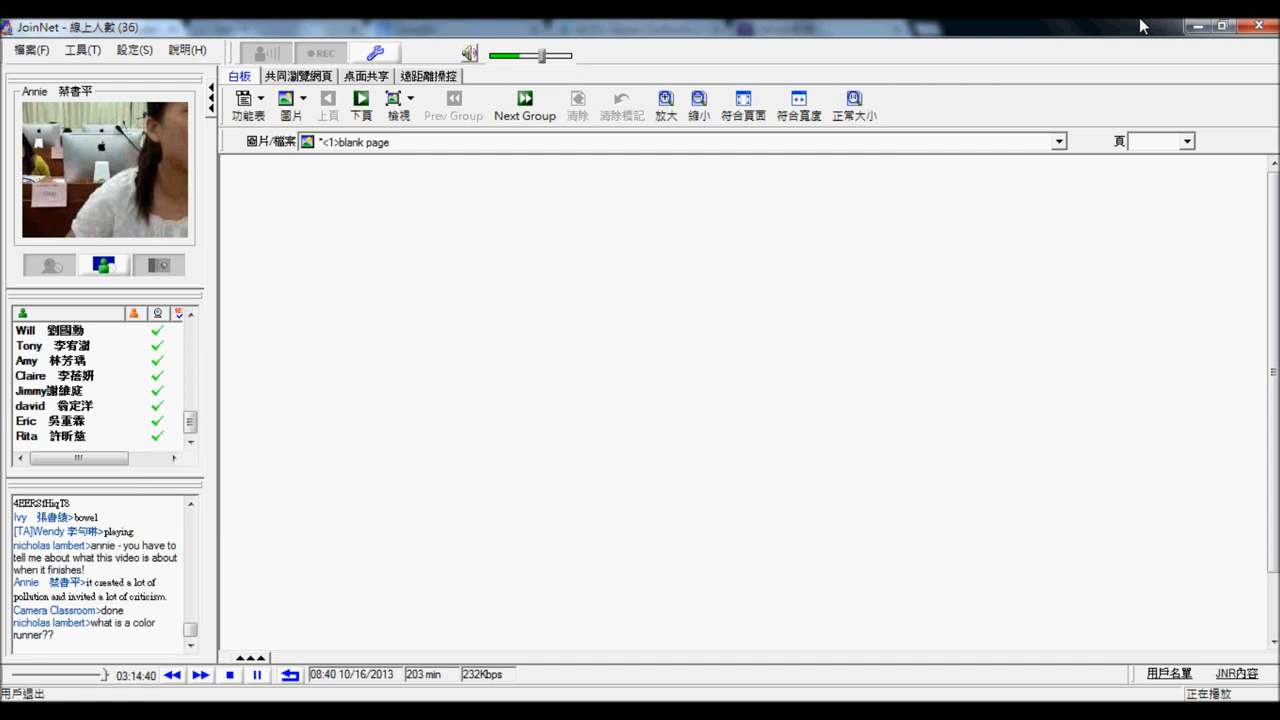 JoinNet - 線上人數 (36)
檔案(F) 工具(T) 設定(S) 說明(H)
REC
Annie 蔡書平
白板 共同瀏覽網頁 桌面共享 遠距離操控
功能表 圖片 上頁 下頁 檢視 Prev Group Next Group 清除 清除標記 放大 縮小 符合頁面 符合寬度 正常大小
圖片/檔案 *<1>blank page 頁
Will 劉國勳
Tony 李宥澍
Amy 林芳瑀
Claire 李蓓妍
Jimmy謝維庭
david 翁定洋
Eric 吳重霖
Rita 許昕慈
4EERSfHiqT8
Ivy 張書綾>bowel
[TA]Wendy 李句琳>playing
nicholas lambert>annie - you have to
tell me about what this video is about
when it finishes!
Annie 蔡書平>it created a lot of
pollution and invited a lot of criticism.
Camera Classroom>done
nicholas lambert>what is a color
runner??
03:14:40 08:40 10/16/2013 203 min 232Kbps 用戶名單 JNR內容
用戶退出 正在播放